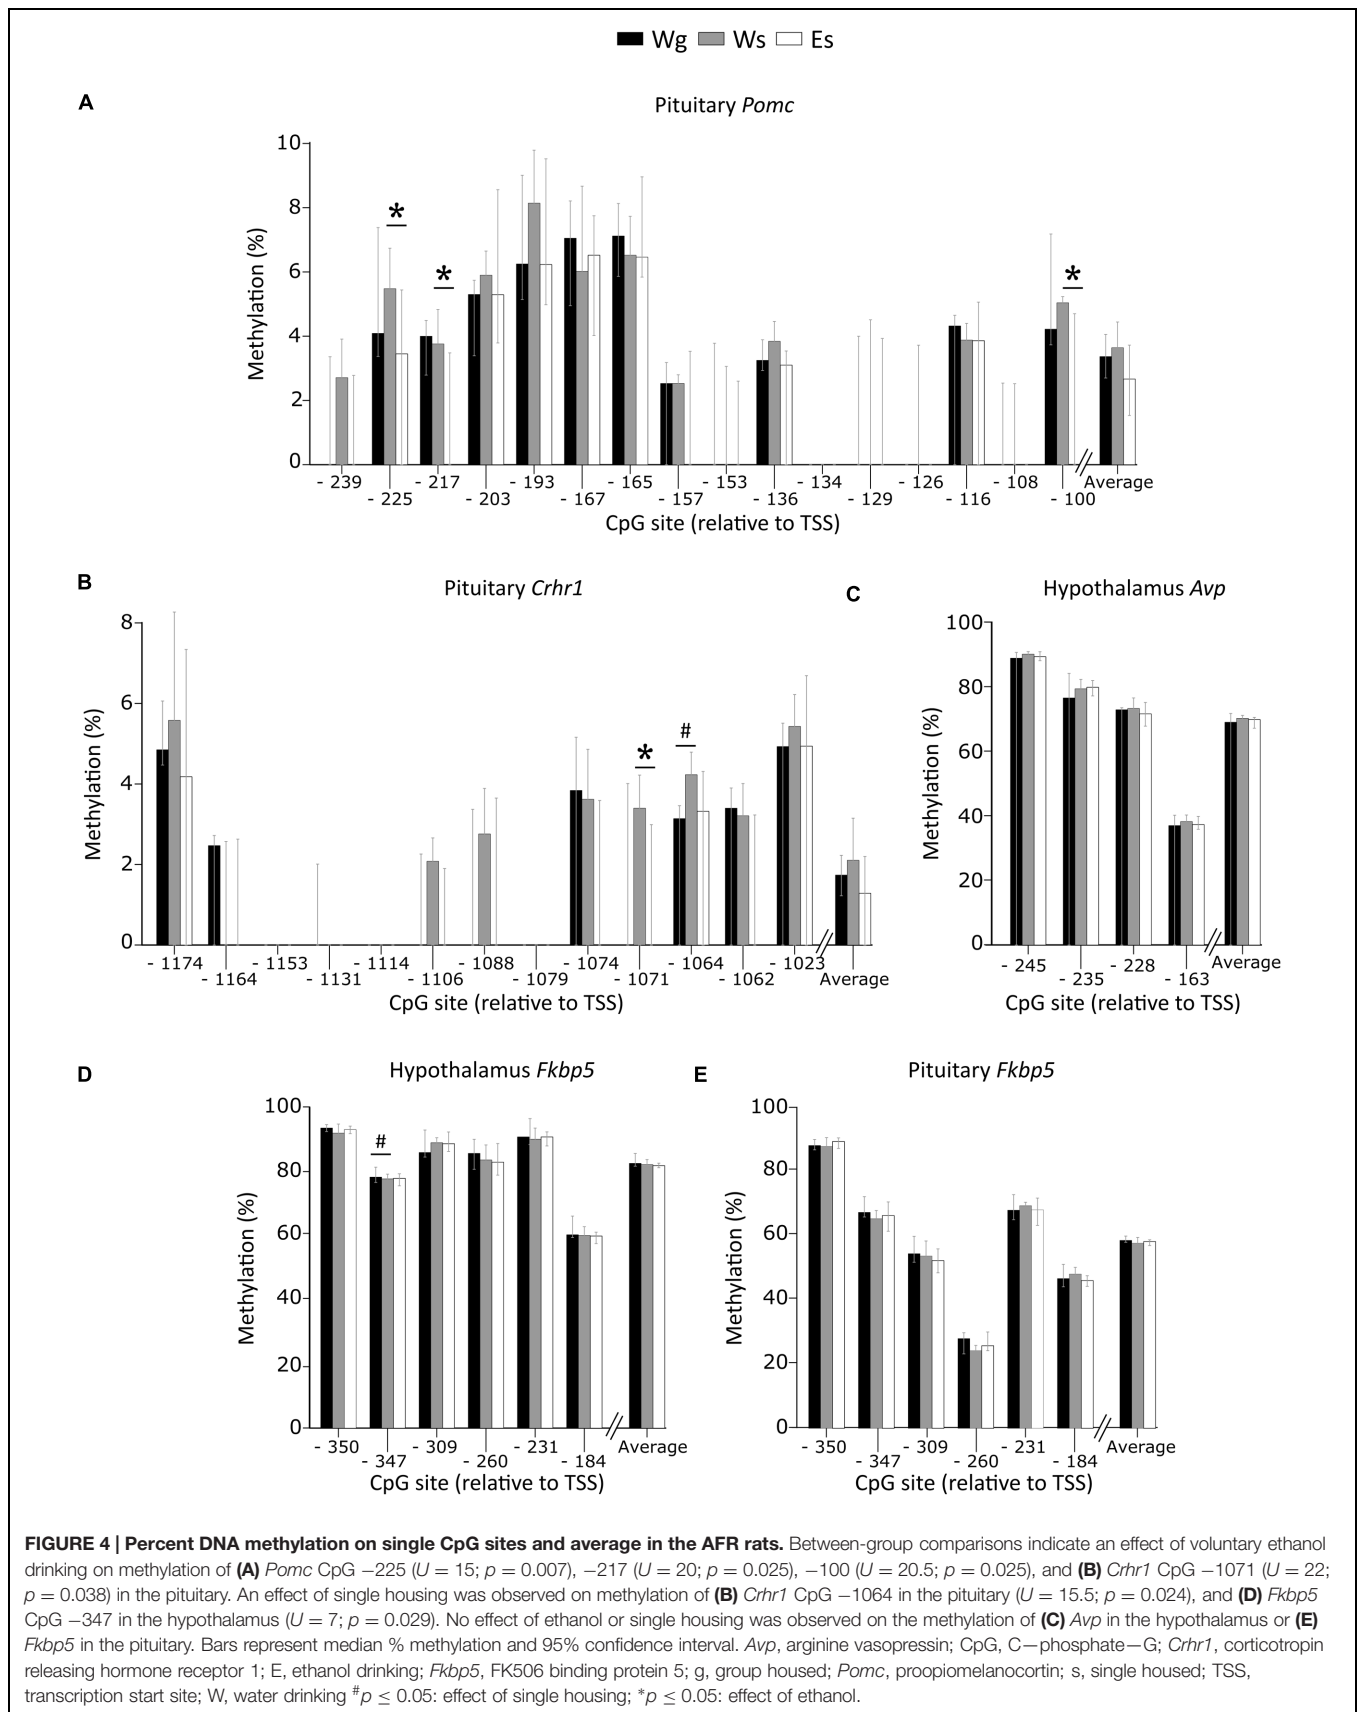 Wg Ws Es
A
Pituitary Pomc
10
8
6
4
2
0
Methylation (%)
* * *
- 239 - 217 - 193 - 165 - 153 - 134 - 126 - 108 Average
- 225 - 203 - 167 - 157 - 136 - 129 - 116 - 100
CpG site (relative to TSS)
B
Pituitary Crhr1
8
6
4
2
0
Methylation (%)
* #
- 1174 - 1153 - 1114 - 1088 - 1074 - 1064 - 1023
- 1164 - 1131 - 1106 - 1079 - 1071 - 1062 Average
CpG site (relative to TSS)
C
Hypothalamus Avp
100
80
60
40
20
0
Methylation (%)
- 245 - 228 Average
- 235 - 163
CpG site (relative to TSS)
D
Hypothalamus Fkbp5
100
80
60
40
20
0
Methylation (%)
#
- 350 - 309 - 231 Average
- 347 - 260 - 184
CpG site (relative to TSS)
E
Pituitary Fkbp5
100
80
60
40
20
0
Methylation (%)
- 350 - 309 - 231 Average
- 347 - 260 - 184
CpG site (relative to TSS)
FIGURE 4 | Percent DNA methylation on single CpG sites and average in the AFR rats. Between-group comparisons indicate an effect of voluntary ethanol
drinking on methylation of (A) Pomc CpG −225 (U = 15; p = 0.007), −217 (U = 20; p = 0.025), −100 (U = 20.5; p = 0.025), and (B) Crhr1 CpG −1071 (U = 22;
p = 0.038) in the pituitary. An effect of single housing was observed on methylation of (B) Crhr1 CpG −1064 in the pituitary (U = 15.5; p = 0.024), and (D) Fkbp5
CpG −347 in the hypothalamus (U = 7; p = 0.029). No effect of ethanol or single housing was observed on the methylation of (C) Avp in the hypothalamus or (E)
Fkbp5 in the pituitary. Bars represent median % methylation and 95% confidence interval. Avp, arginine vasopressin; CpG, C—phosphate—G; Crhr1, corticotropin
releasing hormone receptor 1; E, ethanol drinking; Fkbp5, FK506 binding protein 5; g, group housed; Pomc, proopiomelanocortin; s, single housed; TSS,
transcription start site; W, water drinking #p ≤ 0.05: effect of single housing; *p ≤ 0.05: effect of ethanol.